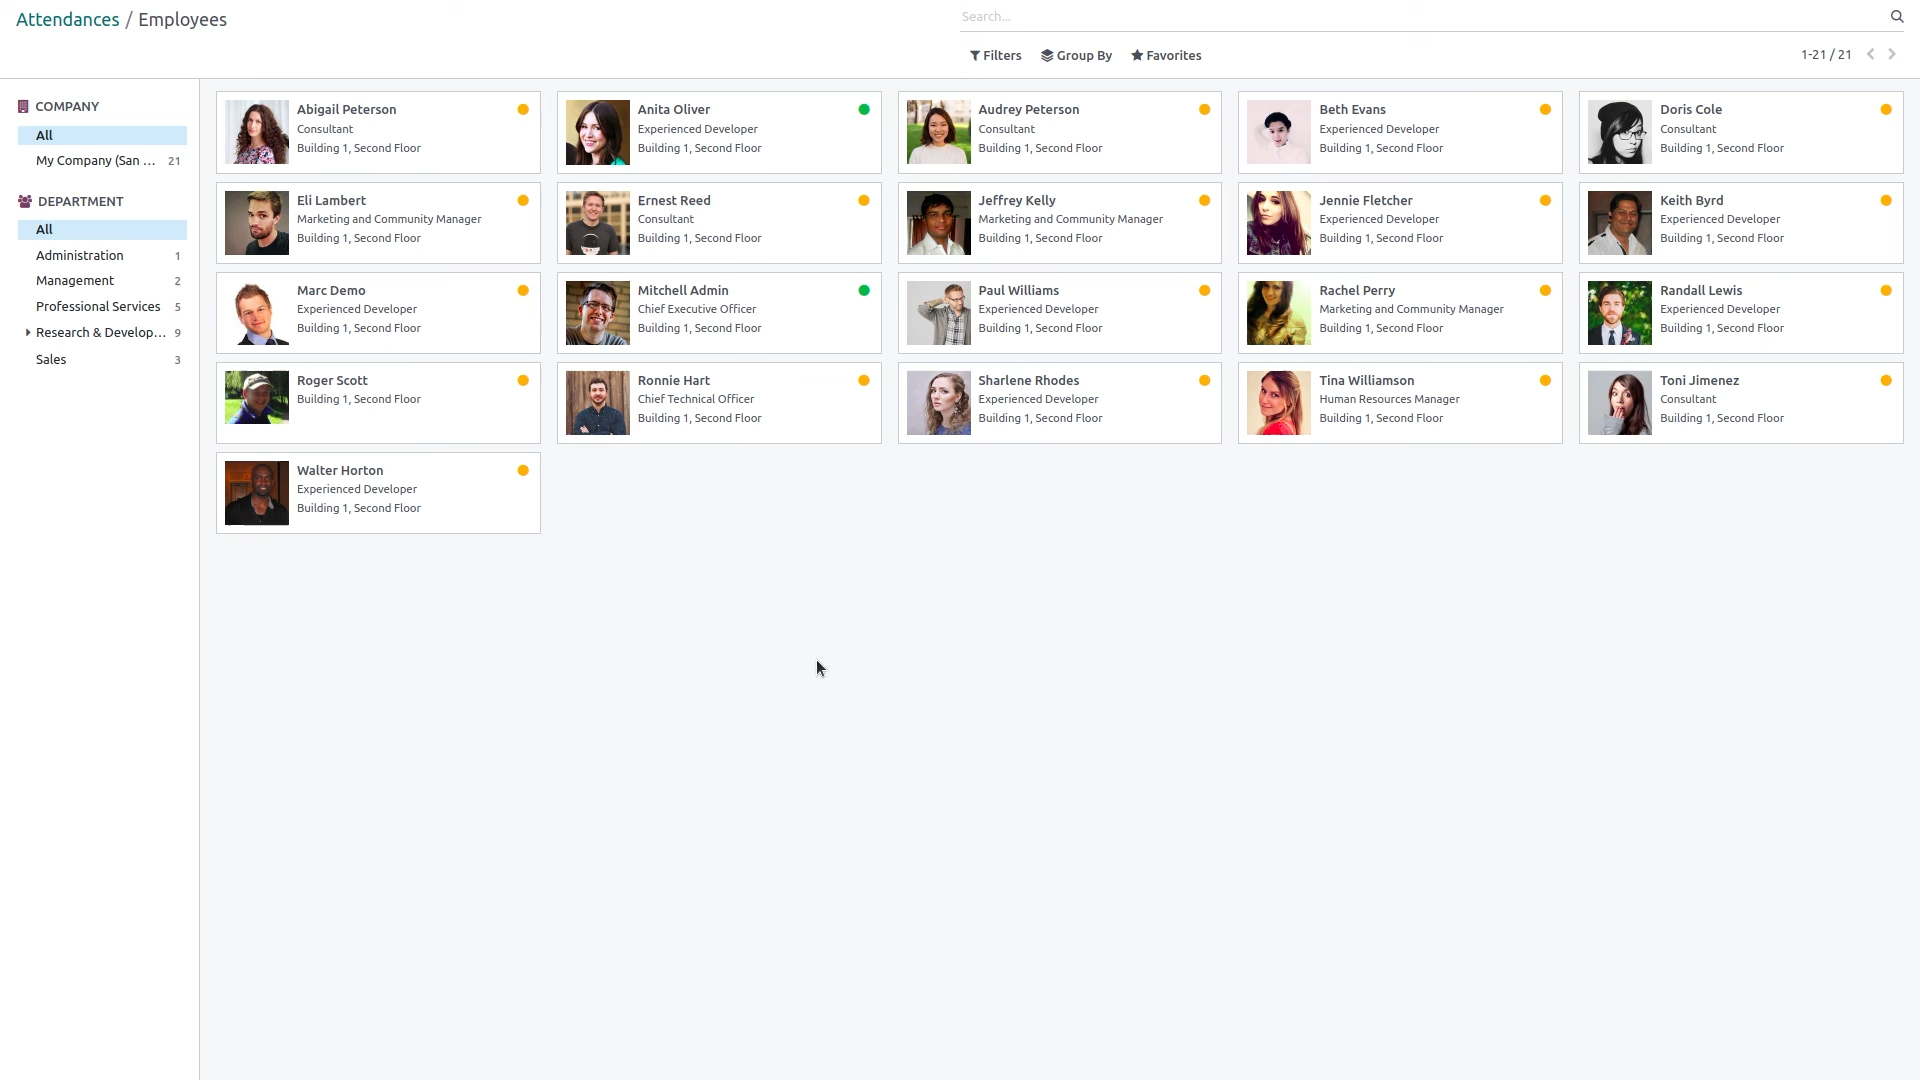 Attendances / Employees
Search...
Filters
Group By
Favorites
1-21 / 21
COMPANY
All
My Company (San ... 21
DEPARTMENT
All
Administration 1
Management 2
Professional Services 5
Research & Develop... 9
Sales 3
Abigail Peterson
Consultant
Building 1, Second Floor
Anita Oliver
Experienced Developer
Building 1, Second Floor
Audrey Peterson
Consultant
Building 1, Second Floor
Beth Evans
Experienced Developer
Building 1, Second Floor
Doris Cole
Consultant
Building 1, Second Floor
Eli Lambert
Marketing and Community Manager
Building 1, Second Floor
Ernest Reed
Consultant
Building 1, Second Floor
Jeffrey Kelly
Marketing and Community Manager
Building 1, Second Floor
Jennie Fletcher
Experienced Developer
Building 1, Second Floor
Keith Byrd
Experienced Developer
Building 1, Second Floor
Marc Demo
Experienced Developer
Building 1, Second Floor
Mitchell Admin
Chief Executive Officer
Building 1, Second Floor
Paul Williams
Experienced Developer
Building 1, Second Floor
Rachel Perry
Marketing and Community Manager
Building 1, Second Floor
Randall Lewis
Experienced Developer
Building 1, Second Floor
Roger Scott
Building 1, Second Floor
Ronnie Hart
Chief Technical Officer
Building 1, Second Floor
Sharlene Rhodes
Experienced Developer
Building 1, Second Floor
Tina Williamson
Human Resources Manager
Building 1, Second Floor
Toni Jimenez
Consultant
Building 1, Second Floor
Walter Horton
Experienced Developer
Building 1, Second Floor